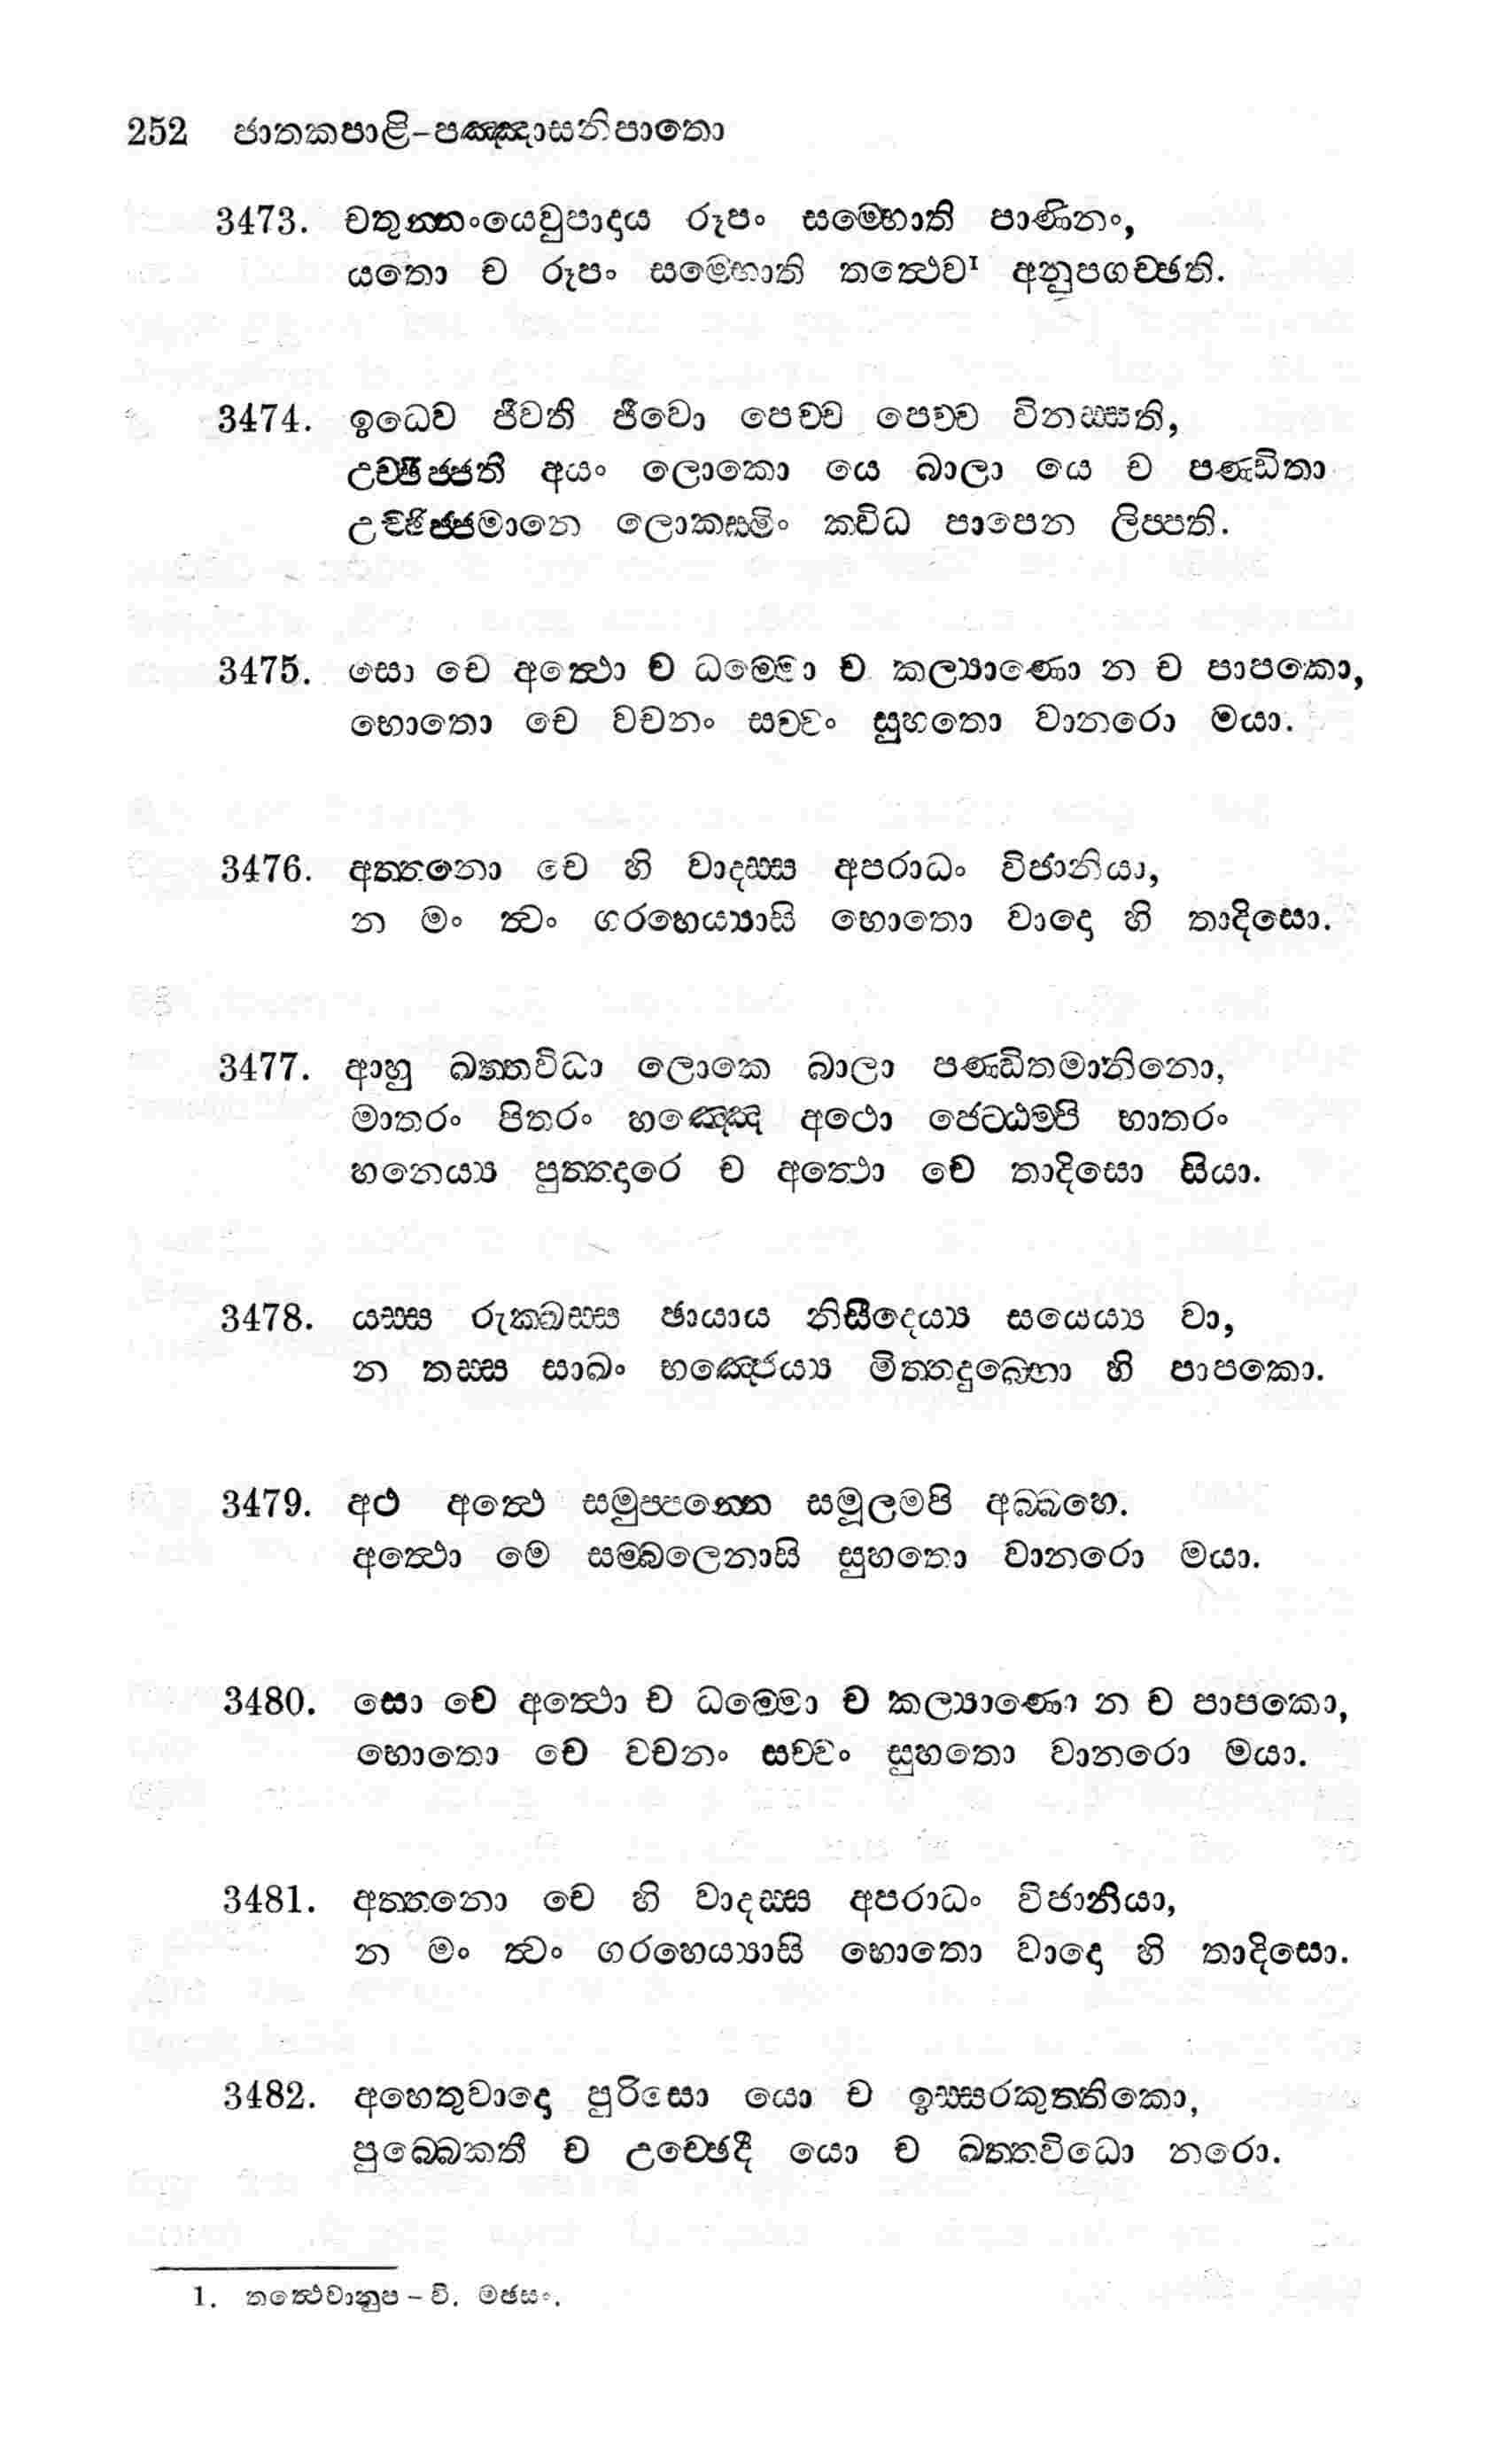 252 ජාතකපාළි-පඤ්ඤාසනිපාතො
3473. චතුන්නංයෙවුපාදාය රූපං සම්භොති පාණිනං,
යතො ච රූපං සම්භොති තත්ථෙව¹ අනුපගච්ඡති.
3474. ඉධෙව ජීවති ජීවො පෙච්ච පෙච්ච විනස්සති,
උච්ඡිජ්ජති අයං ලොකො යෙ බාලා යෙ ච පණ්ඩිතා
උච්ඡිජ්ජමානෙ ලොකස්මිං ක්විධ පාපෙන ලිප්පති.
3475. සො චෙ අත්ථො ච ධම්මො ච කල්‍යාණො න ච පාපකො,
භොතො චෙ වචනං සච්චං සුහතො වානරො මයා.
3476. අත්තනො චෙ හි වාදස්ස අපරාධං විජානියා,
න මං ත්‍වං ගරහෙය්‍යාසි භොතො වාදො හි තාදිසො.
3477. ආහු ඛත්තවිධා ලොකෙ බාලා පණ්ඩිතමානිනො,
මාතරං පිතරං හඤ්ඤෙ අථො ජෙට්ඨම්පි භාතරං
හනෙය්‍ය පුත්තදාරෙ ච අත්ථො චෙ තාදිසො සියා.
3478. යස්ස රුක්ඛස්ස ඡායාය නිසීදෙය්‍ය සයෙය්‍ය වා,
න තස්ස සාඛං භඤ්ජෙය්‍ය මිත්තදුබ්භො හි පාපකො.
3479. අථ අත්ථෙ සමුප්පන්නෙ සමූලමපි අබ්බහෙ.
අත්ථො මෙ සම්බලෙනාසි සුහතො වානරො මයා.
3480. සො චෙ අත්ථො ච ධම්මො ච කල්‍යාණො න ච පාපකො,
භොතො චෙ වචනං සච්චං සුහතො වානරො මයා.
3481. අත්තනො චෙ හි වාදස්ස අපරාධං විජානියා,
න මං ත්‍වං ගරහෙය්‍යාසි භොතො වාදො හි තාදිසො.
3482. අහෙතුවාදො පුරිසො යො ච ඉස්සරකුත්තිකො,
පුබ්බෙකතී ච උච්ඡෙදී යො ච ඛත්තවිධො නරො.
1. තත්ථෙවානුප – වි. මඡසං.